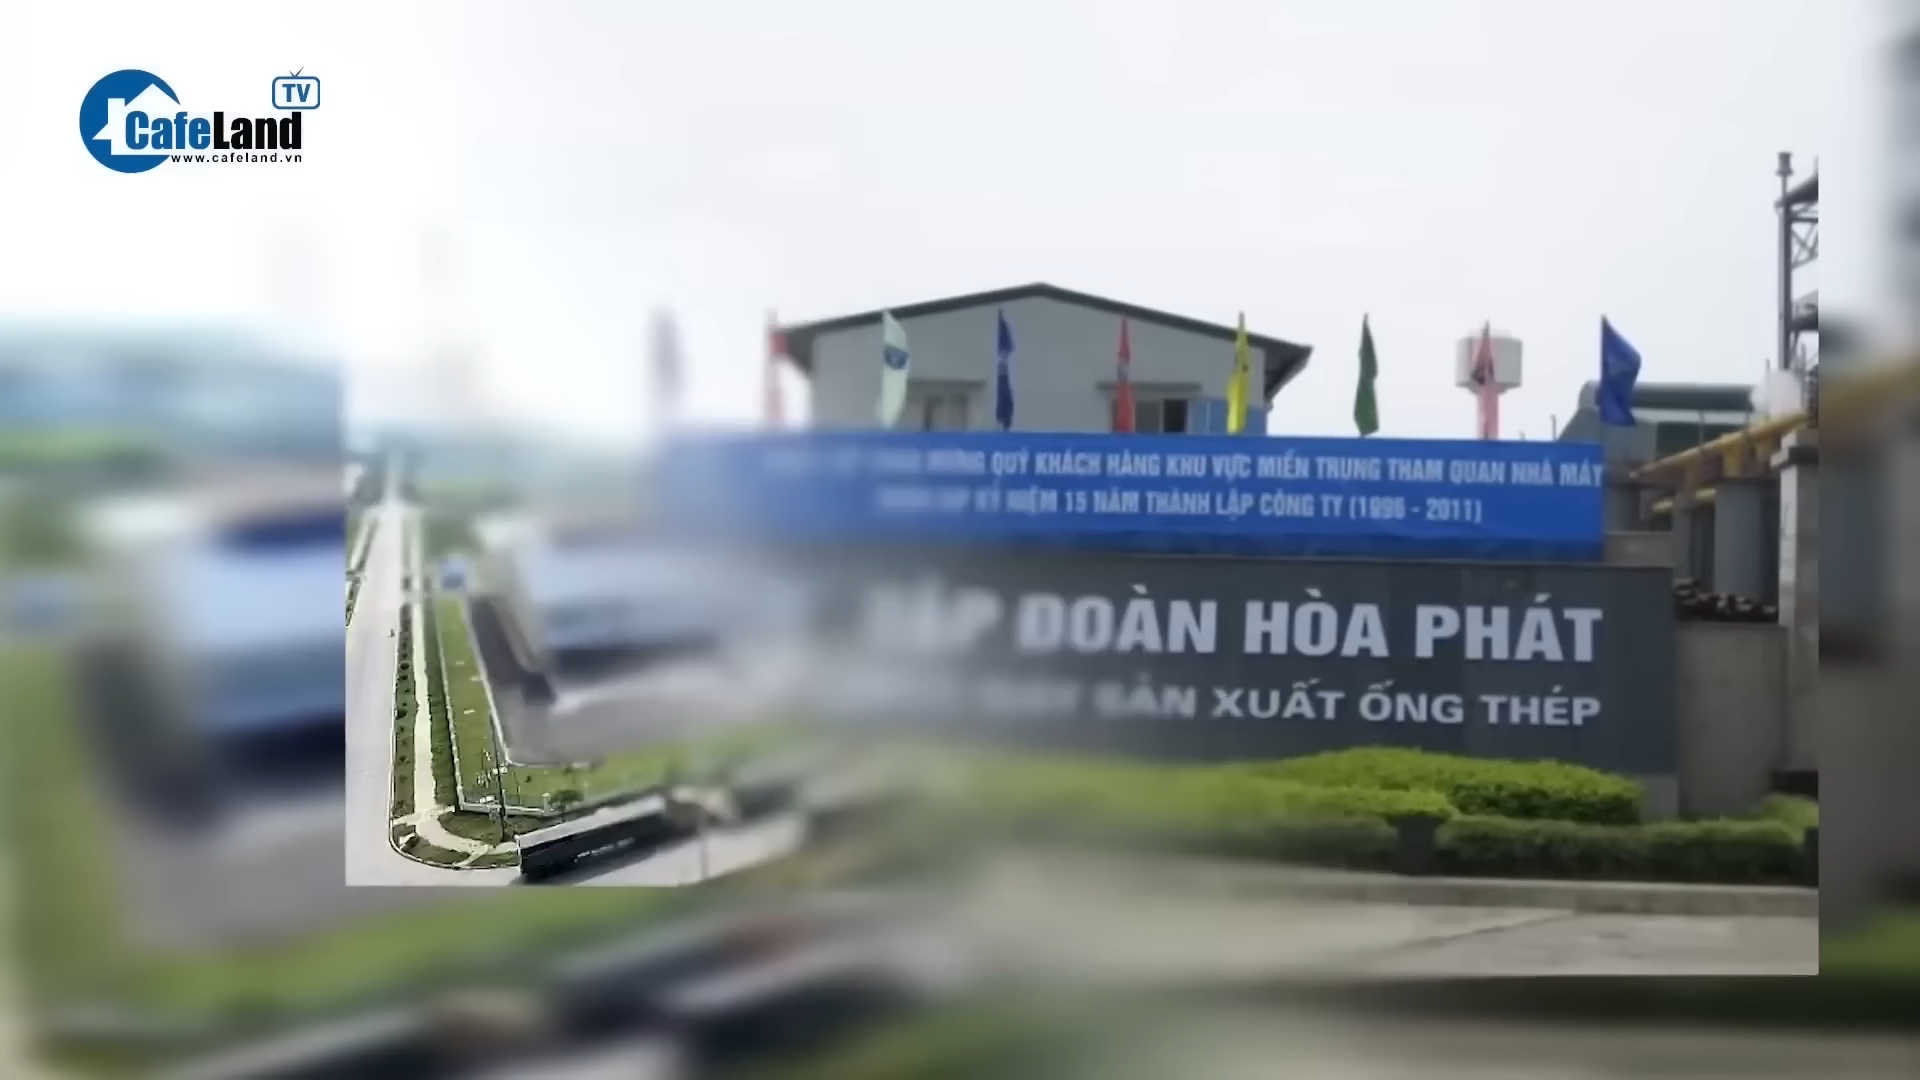 TV
CafeLand
www.cafeland.vn
MỪNG QUÝ KHÁCH HÀNG KHU VỰC MIỀN TRUNG THAM QUAN NHÀ MÁY
KỶ NIỆM 15 NĂM THÀNH LẬP CÔNG TY (1996 - 2011)
TẬP ĐOÀN HÒA PHÁT
SẢN XUẤT ỐNG THÉP